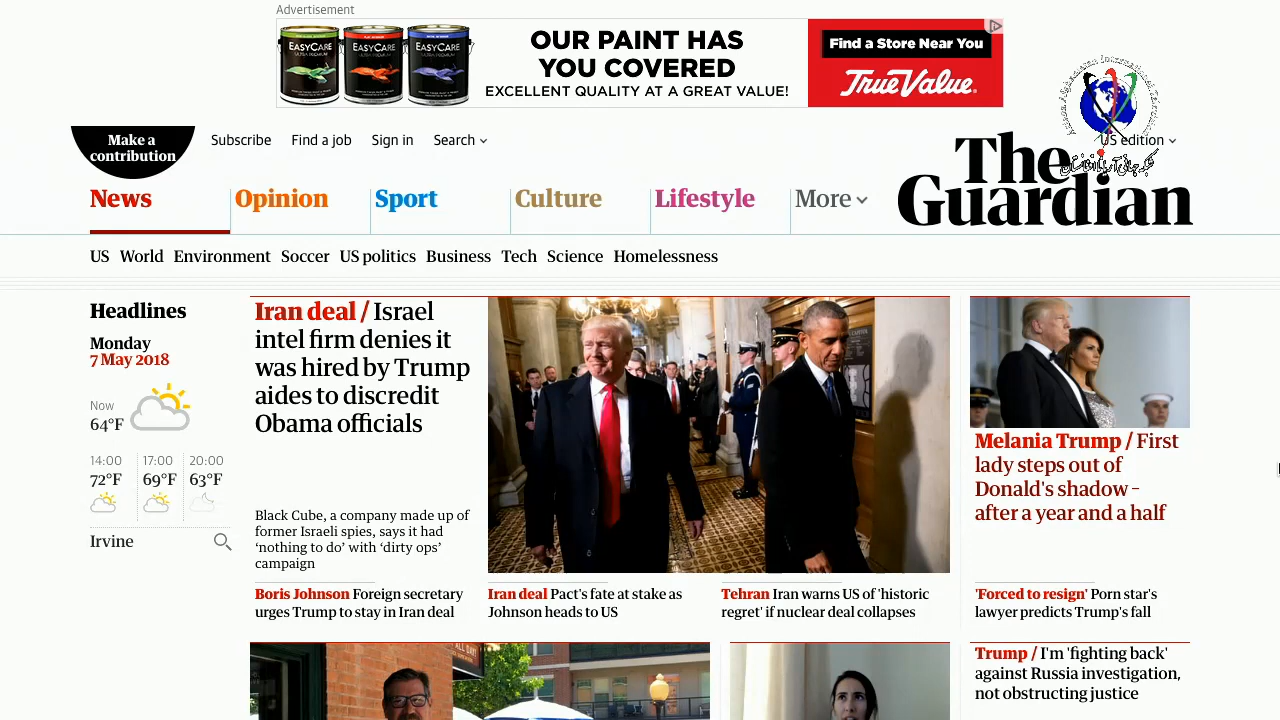 Advertisement
EASYCARE
EASYCARE
EASYCARE
OUR PAINT HAS
YOU COVERED
EXCELLENT QUALITY AT A GREAT VALUE!
Find a Store Near You
True Value.
Make a
contribution
Subscribe Find a job Sign in Search
US edition
The
Guardian
News Opinion Sport Culture Lifestyle More
US World Environment Soccer US politics Business Tech Science Homelessness
Headlines
Monday
7 May 2018
Now
64°F
14:00 17:00 20:00
72°F 69°F 63°F
Irvine
Iran deal / Israel
intel firm denies it
was hired by Trump
aides to discredit
Obama officials
Black Cube, a company made up of
former Israeli spies, says it had
‘nothing to do’ with ‘dirty ops’
campaign
Melania Trump / First
lady steps out of
Donald's shadow –
after a year and a half
Boris Johnson Foreign secretary
urges Trump to stay in Iran deal
Iran deal Pact's fate at stake as
Johnson heads to US
Tehran Iran warns US of 'historic
regret' if nuclear deal collapses
'Forced to resign' Porn star's
lawyer predicts Trump's fall
Trump / I'm 'fighting back'
against Russia investigation,
not obstructing justice